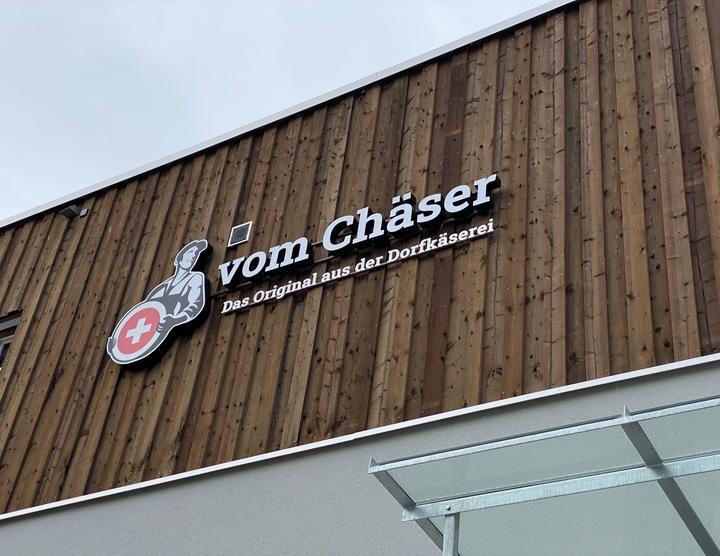 vom Chäser
Das Original aus der Dorfkäserei